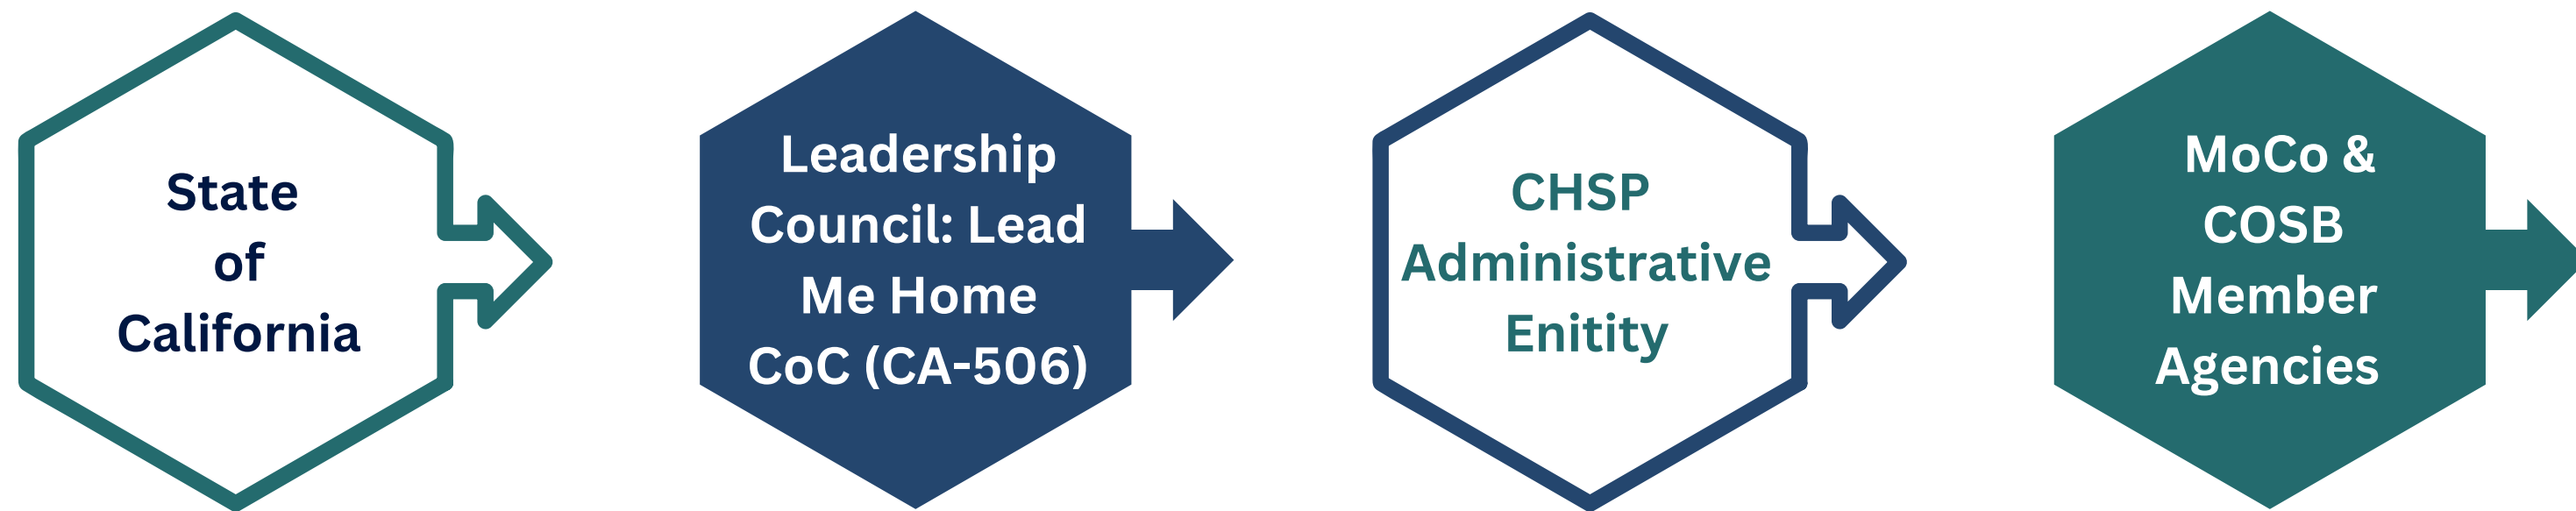 State
of
California
Leadership
Council: Lead
Me Home
CoC (CA-506)
CHSP
Administrative
Enitity
MoCo &
COSB
Member
Agencies